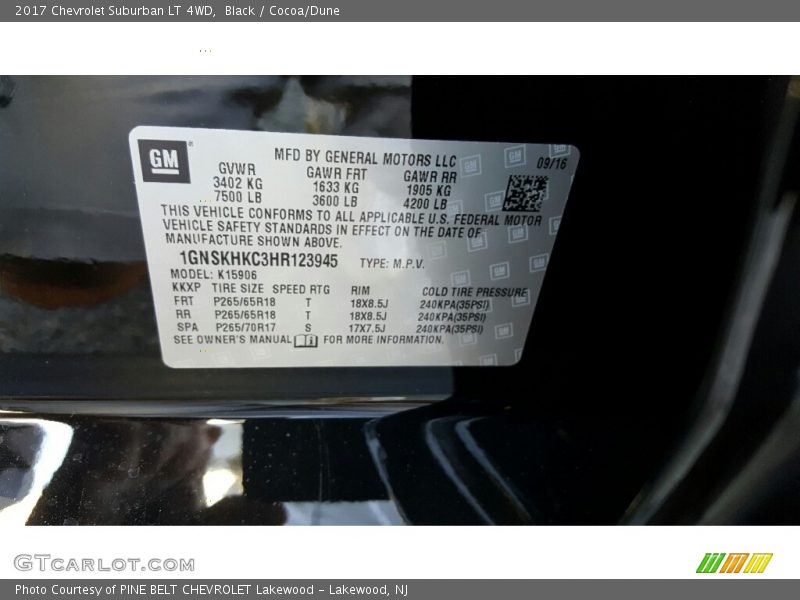 2017 Chevrolet Suburban LT 4WD,  Black / Cocoa/Dune
GM
MFD BY GENERAL MOTORS LLC
09/16
GVWR GAWR FRT GAWR RR
3402 KG 1633 KG 1905 KG
7500 LB 3600 LB 4200 LB
THIS VEHICLE CONFORMS TO ALL APPLICABLE U.S. FEDERAL MOTOR
VEHICLE SAFETY STANDARDS IN EFFECT ON THE DATE OF
MANUFACTURE SHOWN ABOVE.
1GNSKHKC3HR123945 TYPE: M.P.V.
MODEL: K15906
KKXP TIRE SIZE SPEED RTG RIM COLD TIRE PRESSURE
FRT P265/65R18 T 18X8.5J 240KPA(35PSI)
RR P265/65R18 T 18X8.5J 240KPA(35PSI)
SPA P265/70R17 S 17X7.5J 240KPA(35PSI)
SEE OWNER'S MANUAL FOR MORE INFORMATION.
GTCARLOT.COM
Photo Courtesy of PINE BELT CHEVROLET Lakewood - Lakewood, NJ